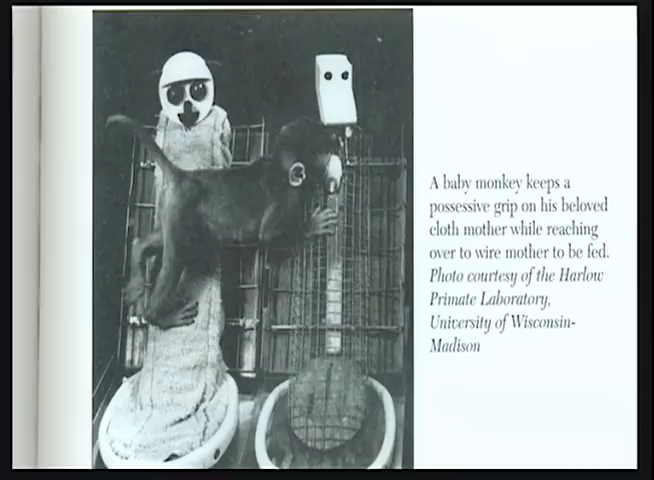 A baby monkey keeps a
possessive grip on his beloved
cloth mother while reaching
over to wire mother to be fed.
Photo courtesy of the Harlow
Primate Laboratory,
University of Wisconsin-
Madison